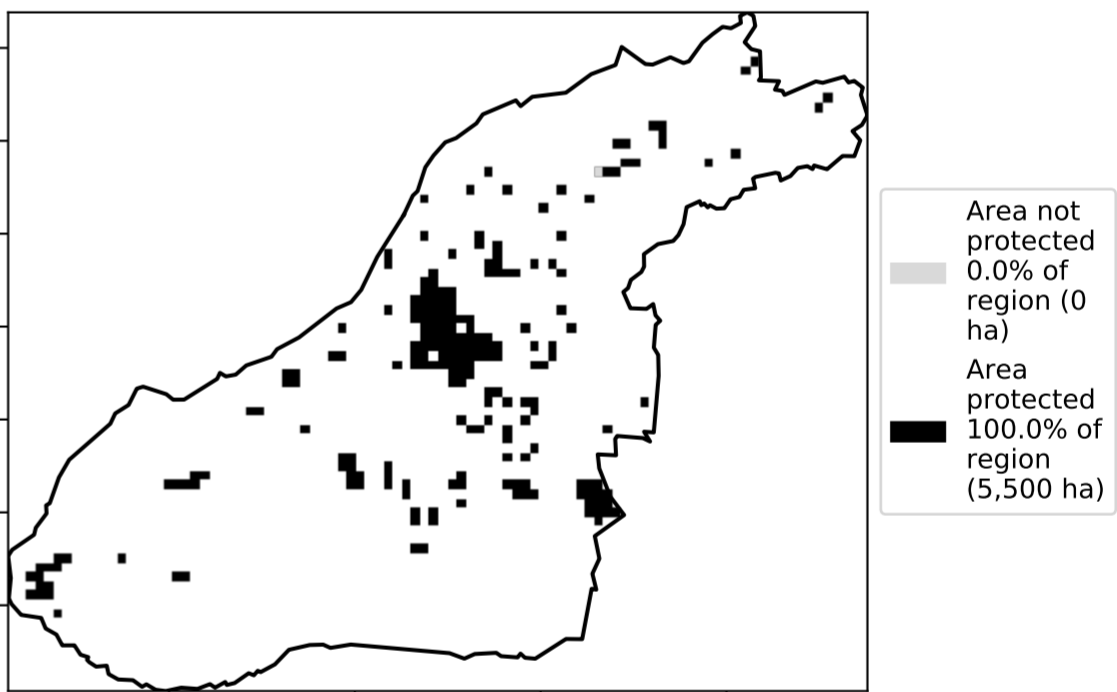 Area not
protected
0.0% of
region (0
ha)
Area
protected
100.0% of
region
(5,500 ha)